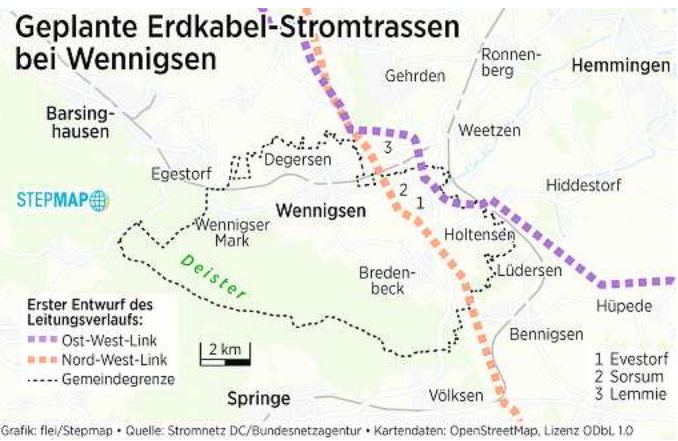 Geplante Erdkabel-Stromtrassen
bei Wennigsen
Ronnen-
berg
Hemmingen
Gehrden
Barsing-
hausen
Weetzen
3
Degersen
Egestorf
Hiddestorf
2
STEPMAP
1
Wennigsen
Wennigser
Mark
Holtensen
Deister
Breden-
beck
Lüdersen
Erster Entwurf des
Leitungsverlaufs:
Ost-West-Link
Nord-West-Link
Gemeindegrenze
Hüpede
2 km
Bennigsen
1 Evestorf
2 Sorsum
3 Lemmie
Springe
Völksen
Grafik: flei/Stepmap • Quelle: Stromnetz DC/Bundesnetzagentur • Kartendaten: OpenStreetMap, Lizenz ODbL 1.0